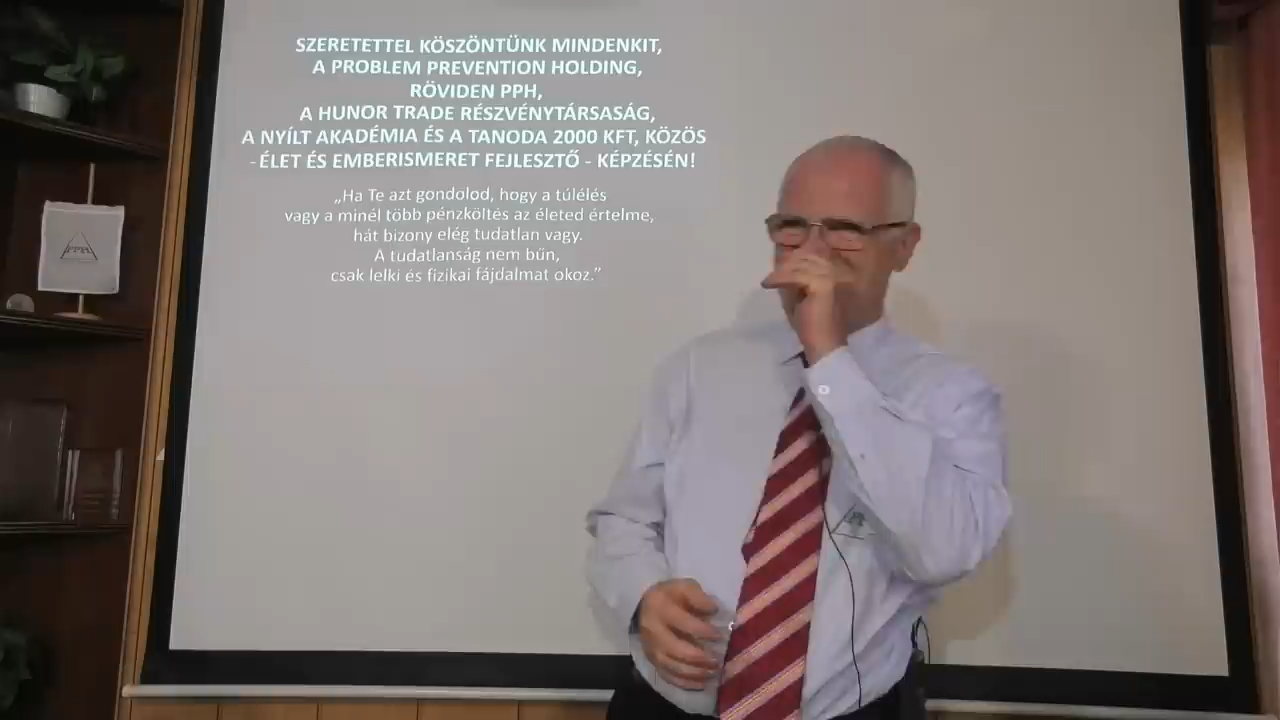 SZERETETTEL KÖSZÖNTÜNK MINDENKIT,
A PROBLEM PREVENTION HOLDING,
RÖVIDEN PPH,
A HUNOR TRADE RÉSZVÉNYTÁRSASÁG,
A NYÍLT AKADÉMIA ÉS A TANODA 2000 KFT, KÖZÖS
- ÉLET ÉS EMBERISMERET FEJLESZTŐ - KÉPZÉSÉN!
„Ha Te azt gondolod, hogy a túlélés
vagy a minél több pénzköltés az életed értelme,
hát bizony elég tudatlan vagy.
A tudatlanság nem bűn,
csak lelki és fizikai fájdalmat okoz.”